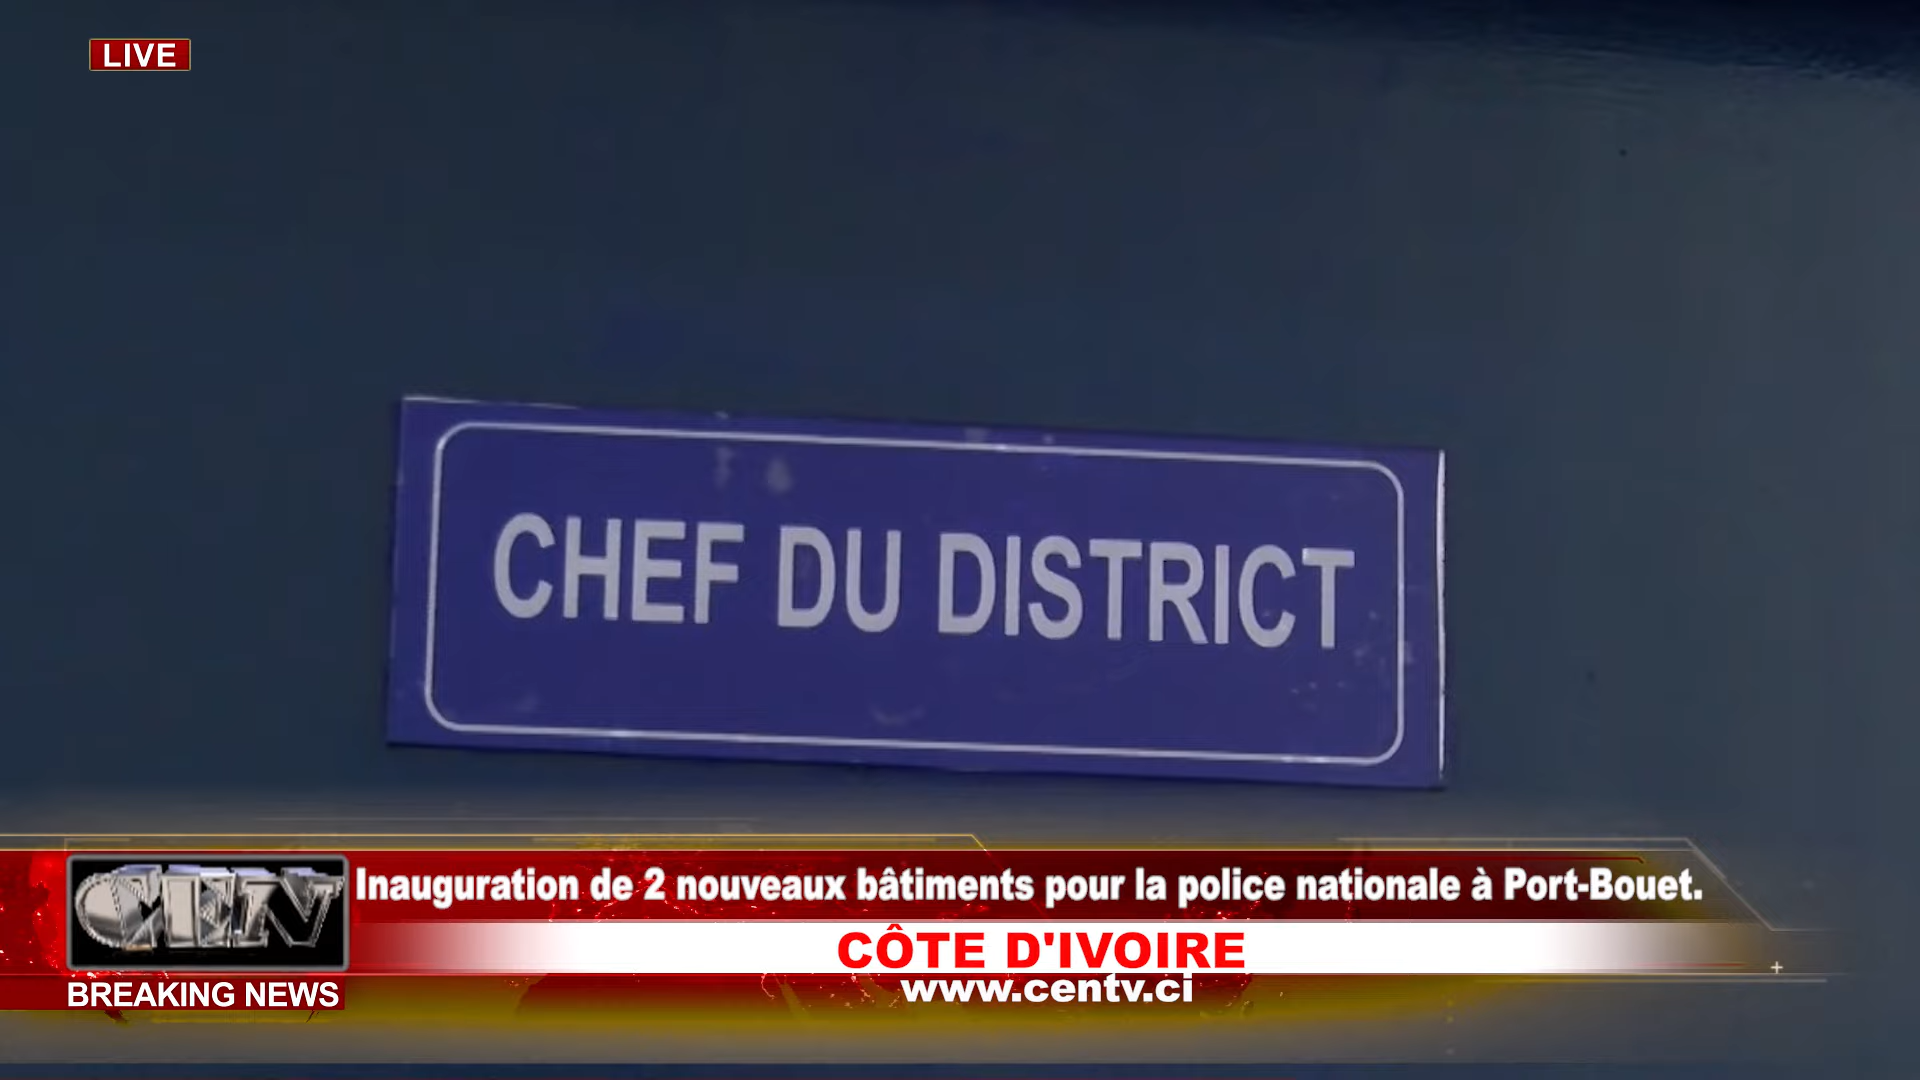 LIVE
CHEF DU DISTRICT
CEN
Inauguration de 2 nouveaux bâtiments pour la police nationale à Port-Bouet.
CÔTE D'IVOIRE
BREAKING NEWS
www.centv.ci